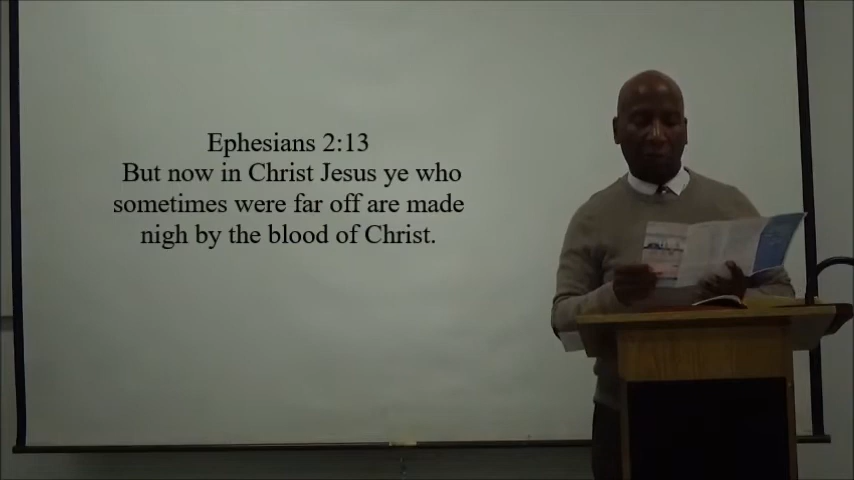 Ephesians 2:13
But now in Christ Jesus ye who
sometimes were far off are made
nigh by the blood of Christ.